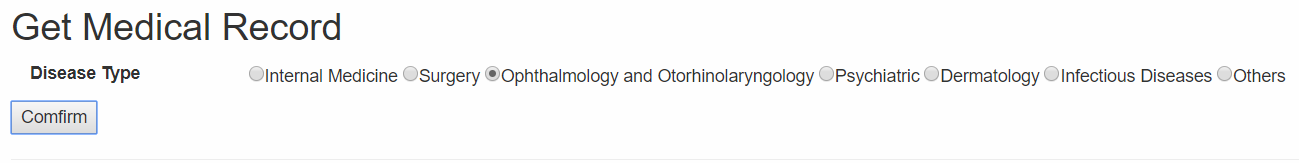 Get Medical Record
Disease Type Internal Medicine Surgery Ophthalmology and Otorhinolaryngology Psychiatric Dermatology Infectious Diseases Others
Comfirm